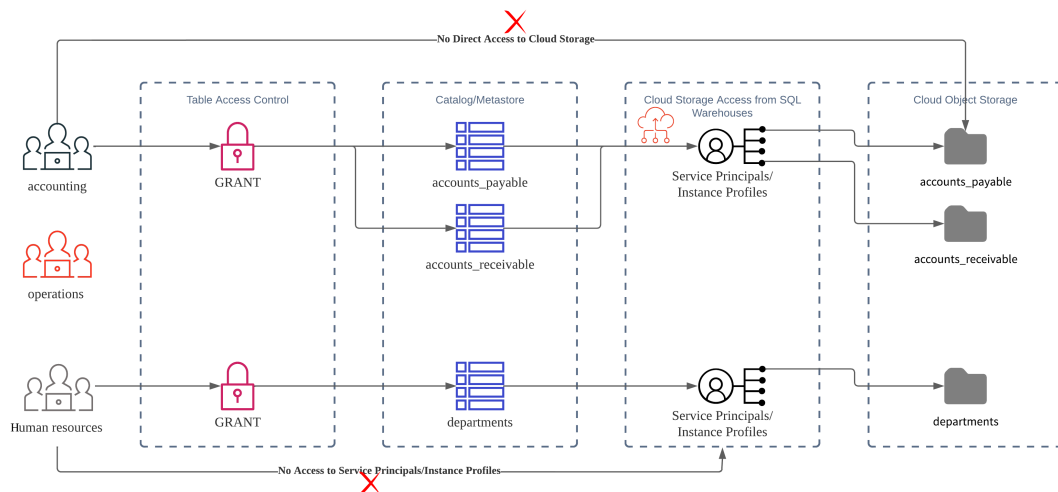 No Direct Access to Cloud Storage
Table Access Control
Catalog/Metastore
Cloud Storage Access from SQL
Warehouses
Cloud Object Storage
accounting
GRANT
accounts_payable
Service Principals/
Instance Profiles
accounts_payable
accounts_receivable
accounts_receivable
operations
Human resources
GRANT
departments
Service Principals/
Instance Profiles
departments
No Access to Service Principals/Instance Profiles